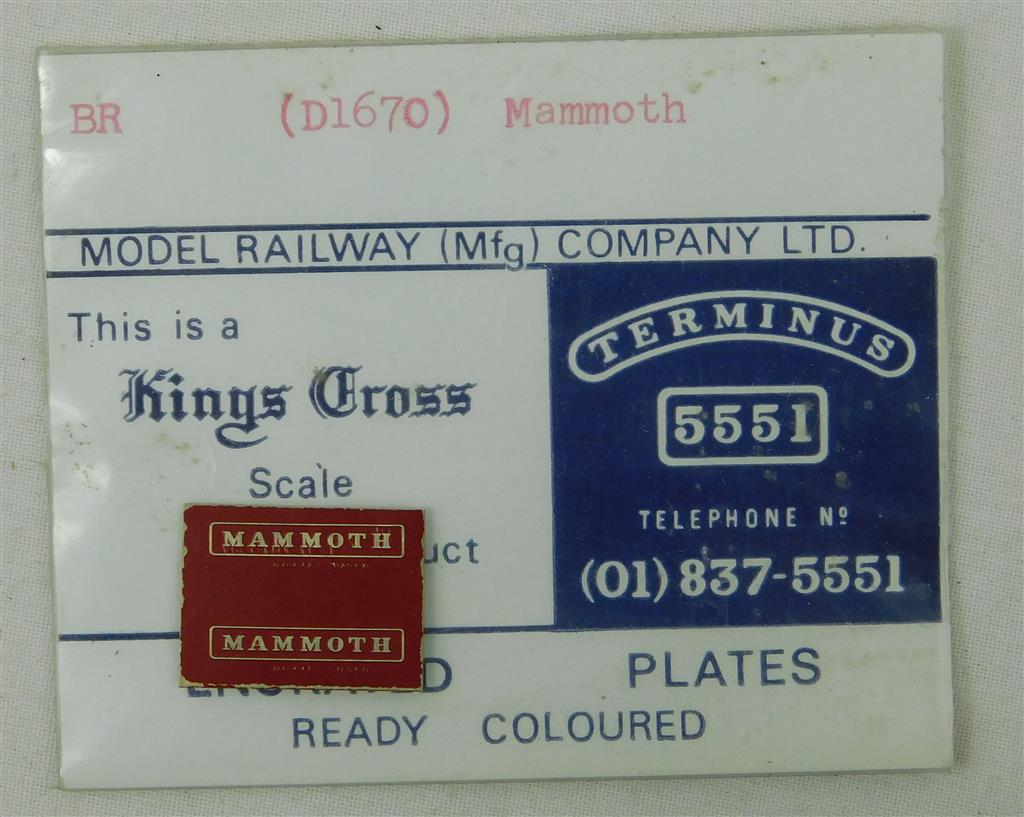 BR (D1670) Mammoth
MODEL RAILWAY (Mfg) COMPANY LTD.
This is a
Kings Cross
Scale
uct
TERMINUS
5551
TELEPHONE Nº
(01) 837-5551
MAMMOTH
MAMMOTH
PLATES
READY COLOURED